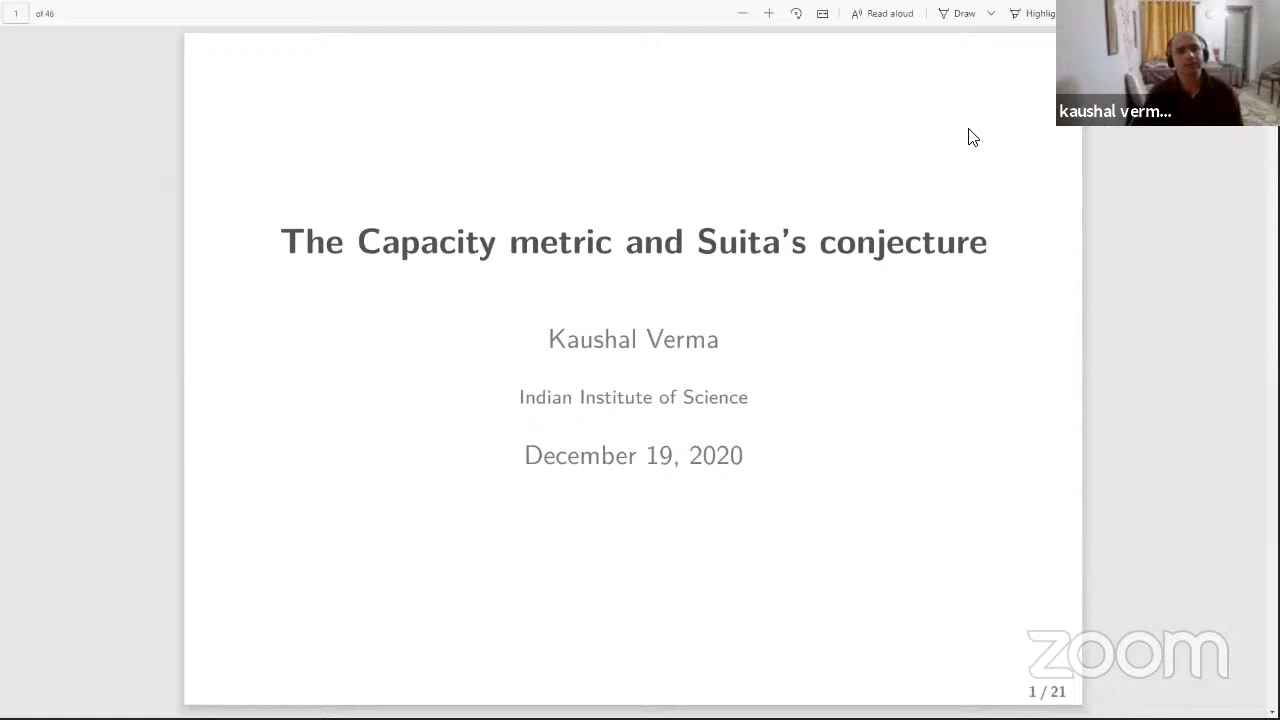 1 of 46 Read aloud Draw Highlig
kaushal verm...
The Capacity metric and Suita's conjecture
Kaushal Verma
Indian Institute of Science
December 19, 2020
zoom
1 / 21